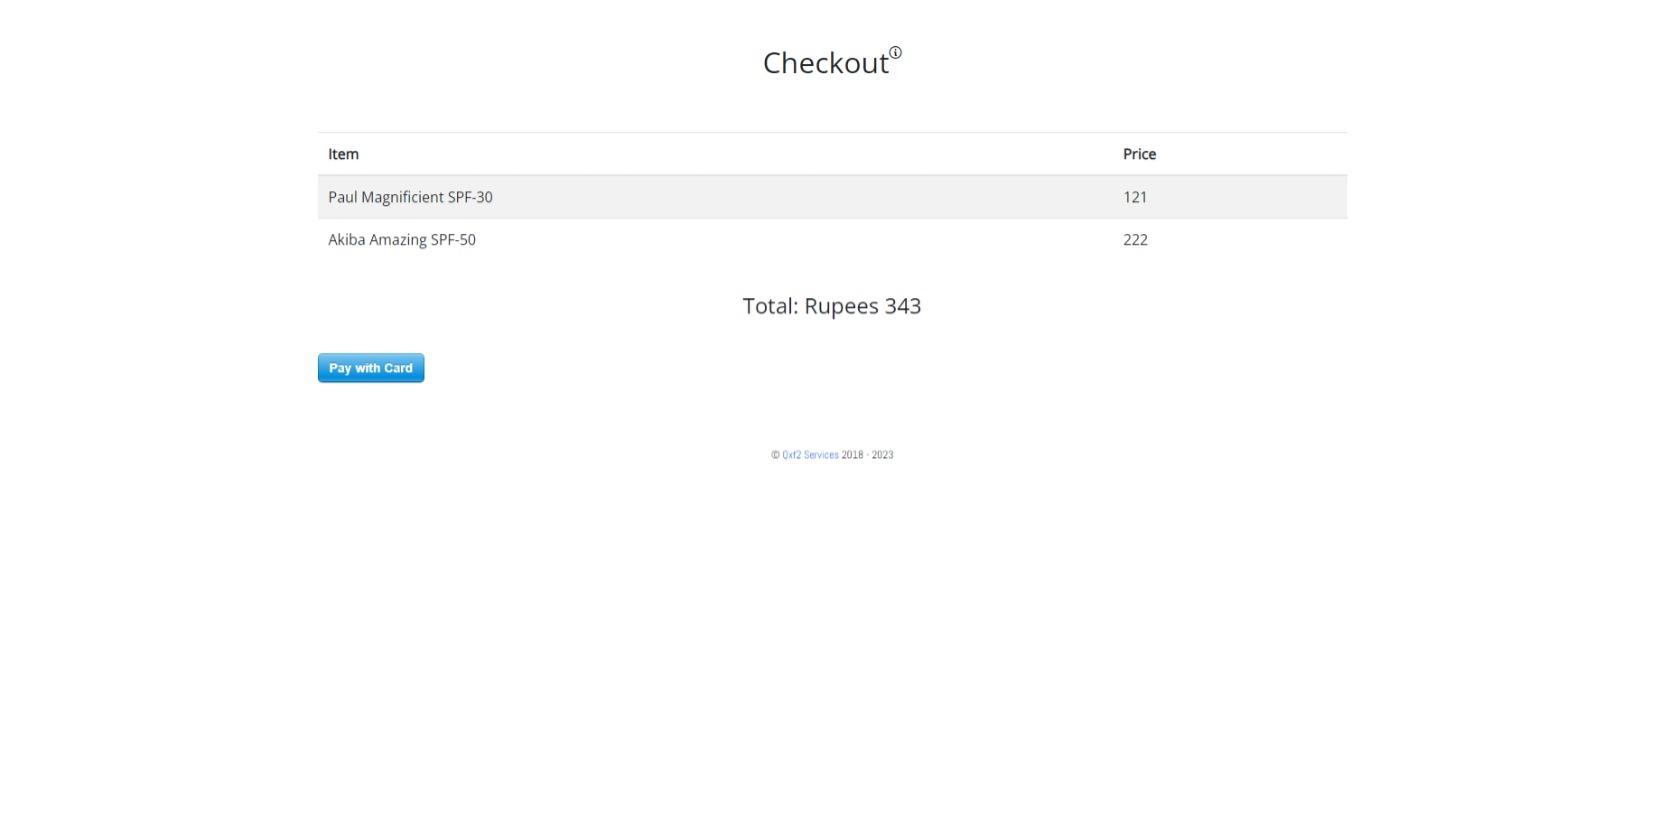 Checkout
Item Price
Paul Magnificient SPF-30 121
Akiba Amazing SPF-50 222
Total: Rupees 343
Pay with Card
© Qxf2 Services 2018 - 2023